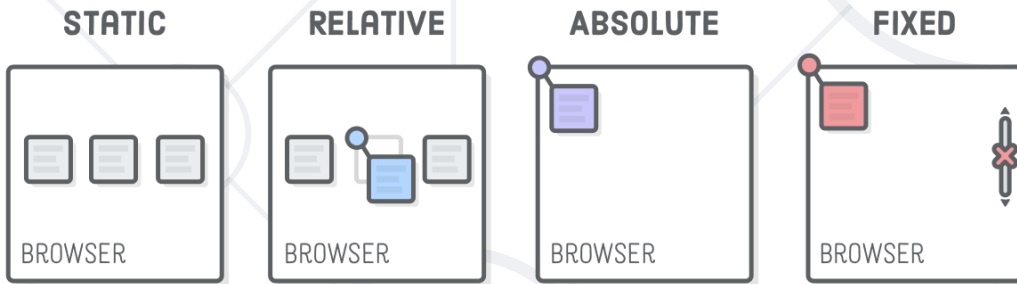 STATIC
RELATIVE
ABSOLUTE
FIXED
BROWSER
BROWSER
BROWSER
BROWSER